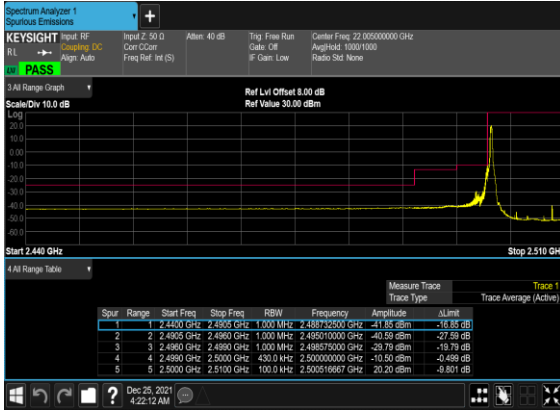 Spectrum Analyzer 1
Spurious Emissions
+
KEYSIGHT Input: RF Input Z: 50 Ω Atten: 40 dB Trig: Free Run Center Freq: 22.005000000 GHz
RL Coupling: DC Corr CCorr Gate: Off Avg|Hold: 1000/1000
Align: Auto Freq Ref: Int (S) IF Gain: Low Radio Std: None
PASS
3 All Range Graph
Ref Lvl Offset 8.00 dB
Scale/Div 10.0 dB Ref Value 30.00 dBm
Log
20.0
10.0
0.00
-10.0
-20.0
-30.0
-40.0
-50.0
-60.0
Start 2.440 GHz Stop 2.510 GH
4 All Range Table
Measure Trace Trace 1
Trace Type Trace Average (Active)
Spur Range Start Freq Stop Freq RBW Frequency Amplitude ΔLimit
1 1 2.4400 GHz 2.4905 GHz 1.000 MHz 2.488732500 GHz -41.85 dBm -16.85 dB
2 2 2.4905 GHz 2.4960 GHz 1.000 MHz 2.495010000 GHz -40.59 dBm -27.59 dB
3 3 2.4960 GHz 2.4990 GHz 1.000 MHz 2.498575000 GHz -29.79 dBm -19.79 dB
4 4 2.4990 GHz 2.5000 GHz 430.0 kHz 2.500000000 GHz -10.50 dBm -0.499 dB
5 5 2.5000 GHz 2.5100 GHz 100.0 kHz 2.500516667 GHz 20.20 dBm -9.801 dB
?
Dec 25, 2021
4:22:12 AM